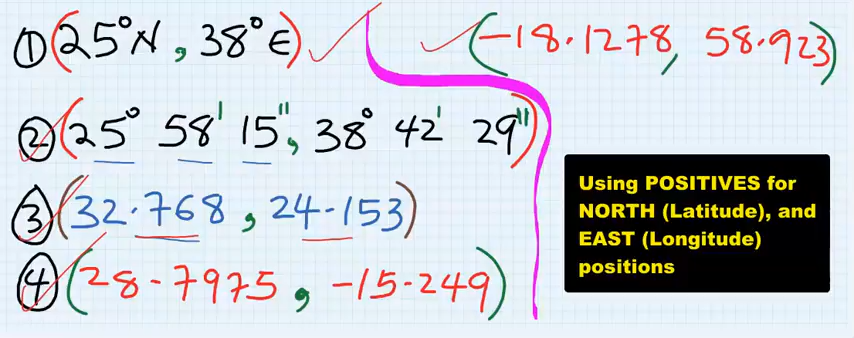 ① (25°N, 38°E)
(-18.1278, 58.923)
② (25° 58' 15", 38° 42' 29")
③ (32.768, 24.153)
④ (28.7975, -15.249)
Using POSITIVES for
NORTH (Latitude), and
EAST (Longitude)
positions